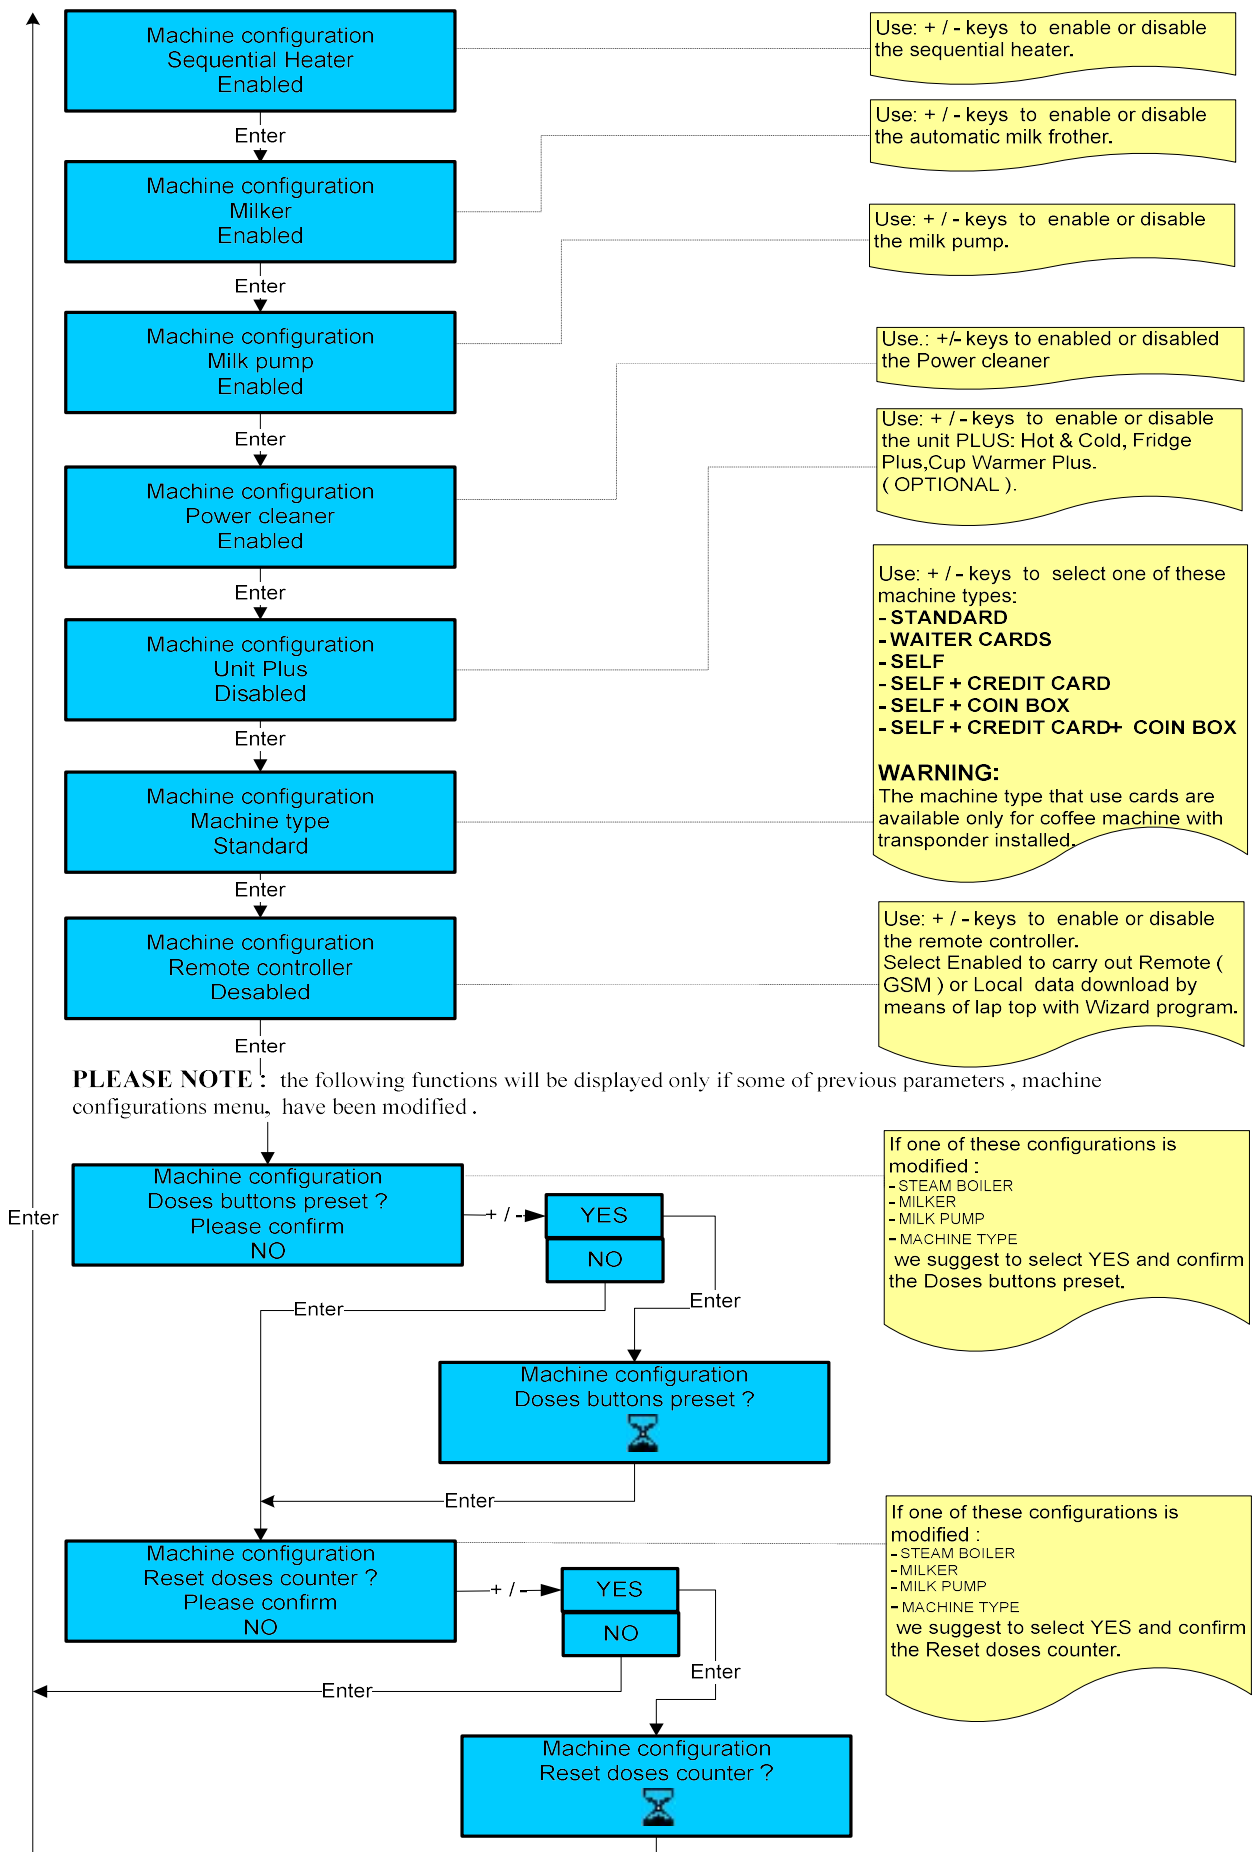 Machine configuration
Sequential Heater
Enabled
Use: + / - keys  to  enable or disable
the sequential heater.
Enter
Use: + / - keys  to  enable or disable
the automatic milk frother.
Machine configuration
Milker
Enabled
Use: + / - keys  to  enable or disable
the milk pump.
Enter
Machine configuration
Milk pump
Enabled
Use.: +/- keys to enabled or disabled
the Power cleaner
Enter
Use: + / - keys  to  enable or disable
the unit PLUS: Hot & Cold, Fridge
Plus,Cup Warmer Plus.
( OPTIONAL ).
Machine configuration
Power cleaner
Enabled
Enter
Use: + / - keys  to  select one of these
machine types:
- STANDARD
- WAITER CARDS
- SELF
- SELF + CREDIT CARD
- SELF + COIN BOX
- SELF + CREDIT CARD+  COIN BOX
WARNING:
The machine type that use cards are
available only for coffee machine with
transponder installed.
Machine configuration
Unit Plus
Disabled
Enter
Machine configuration
Machine type
Standard
Enter
Machine configuration
Remote controller
Desabled
Use: + / - keys  to  enable or disable
the remote controller.
Select Enabled to carry out Remote (
GSM ) or Local  data download by
means of lap top with Wizard program.
Enter
PLEASE NOTE :  the following functions will be displayed only if some of previous parameters , machine
configurations menu,  have been modified .
Machine configuration
Doses buttons preset ?
Please confirm
NO
+ / -
YES
NO
If one of these configurations is
modified :
- STEAM BOILER
- MILKER
- MILK PUMP
- MACHINE TYPE
we suggest to select YES and confirm
the Doses buttons preset.
Enter
Enter
Enter
Machine configuration
Doses buttons preset ?
Enter
Machine configuration
Reset doses counter ?
Please confirm
NO
+ / -
YES
NO
If one of these configurations is
modified :
- STEAM BOILER
- MILKER
- MILK PUMP
- MACHINE TYPE
we suggest to select YES and confirm
the Reset doses counter.
Enter
Enter
Machine configuration
Reset doses counter ?